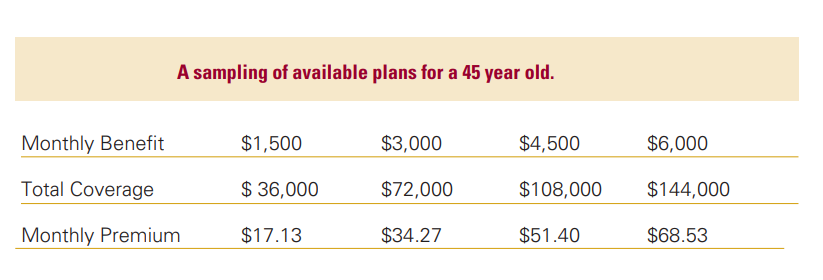 A sampling of available plans for a 45 year old.
Monthly Benefit $1,500 $3,000 $4,500 $6,000
Total Coverage $ 36,000 $72,000 $108,000 $144,000
Monthly Premium $17.13 $34.27 $51.40 $68.53